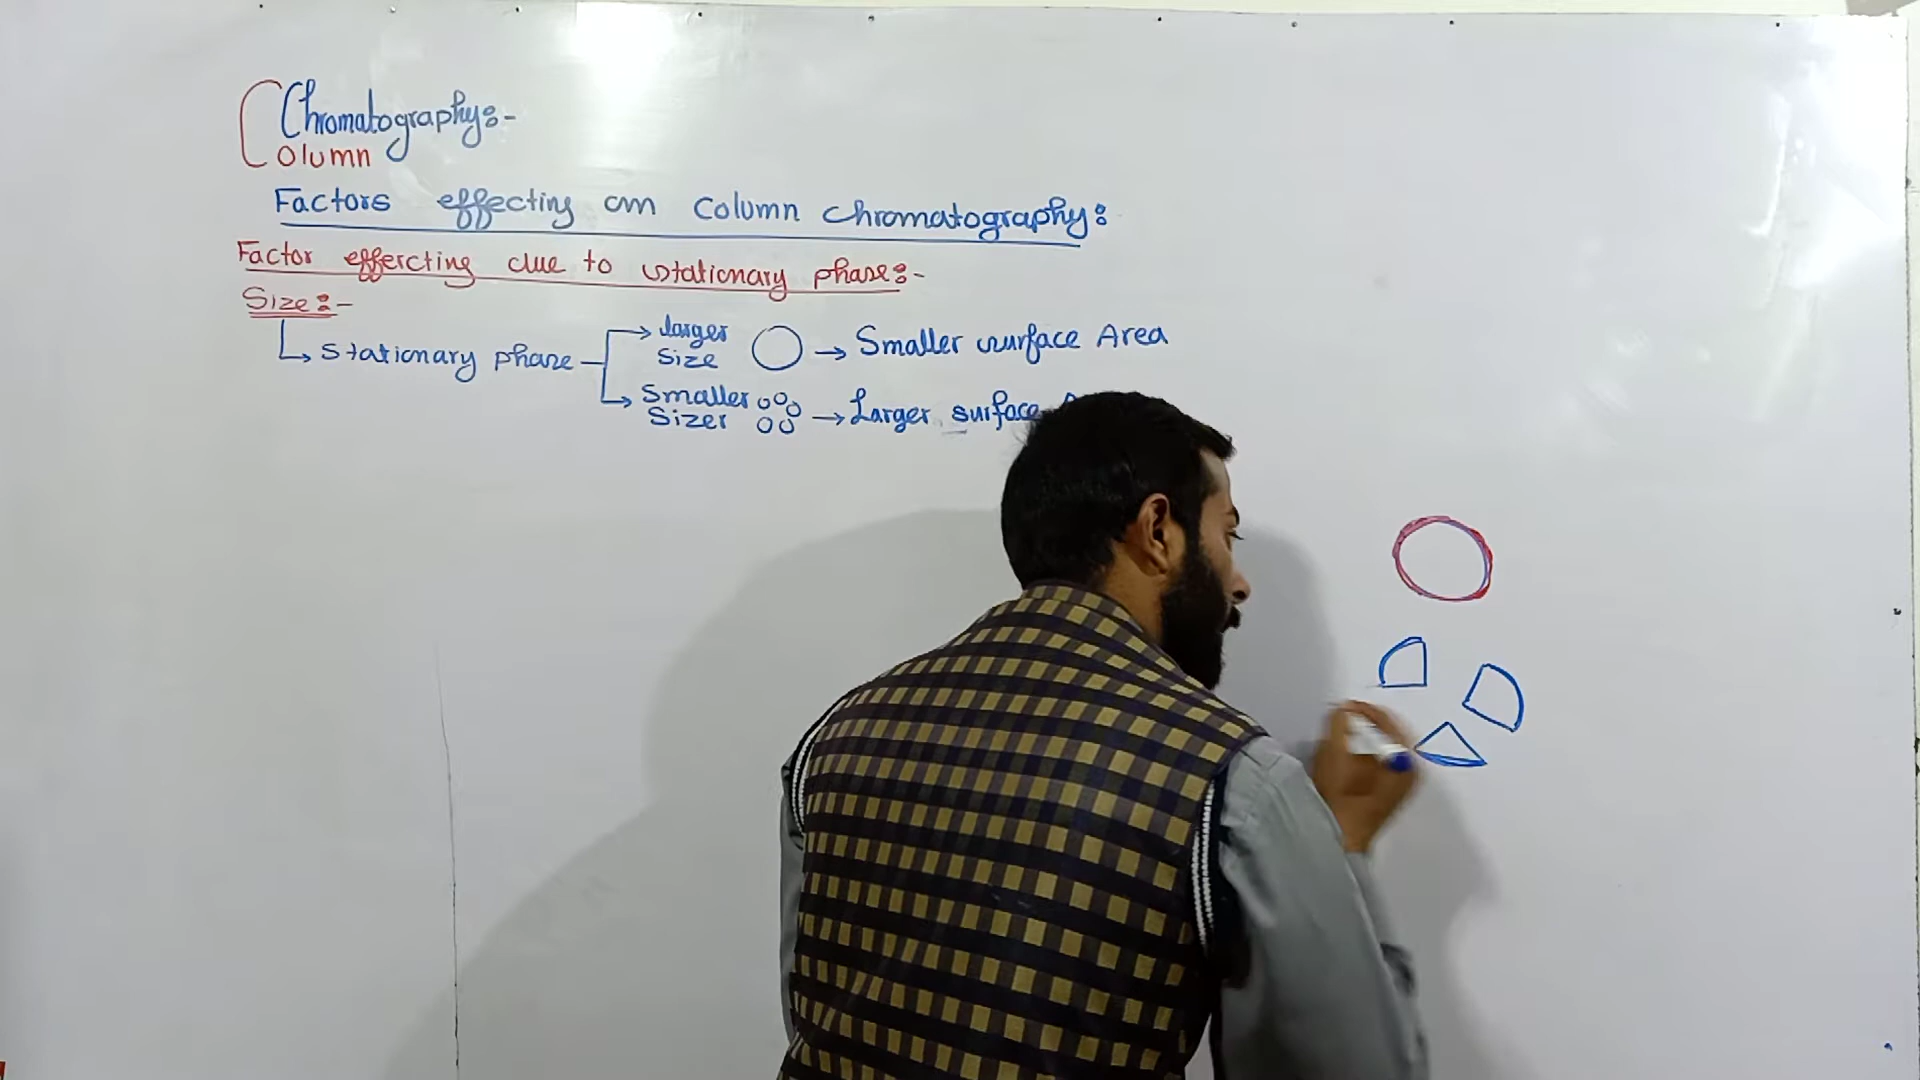 Chromatography:-
Column
Factors effecting on Column chromatography:
Factor effercting due to stationary phase:-
Size:-
Stationary phase
larger
Size
Smaller surface Area
Smaller
Sizer
Larger surface